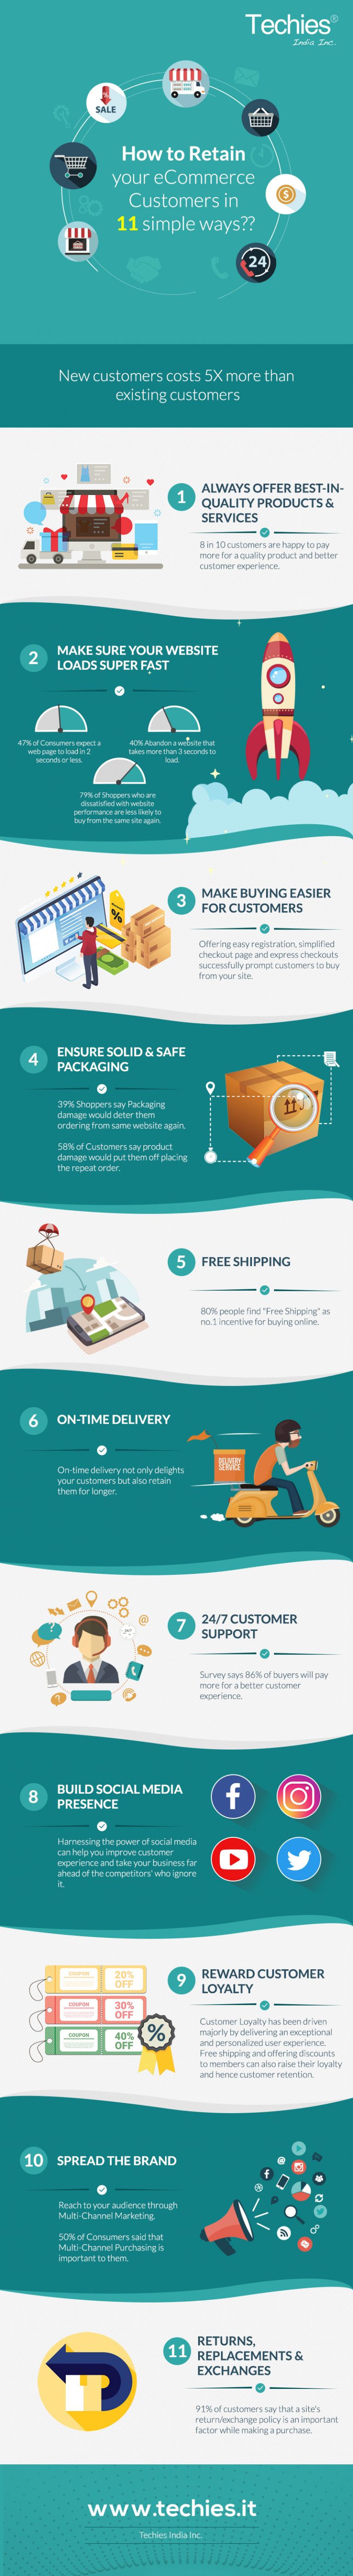 Techies®
India Inc.
SALE
How to Retain
your eCommerce
Customers in
11 simple ways??
$
24
New customers costs 5X more than
existing customers
1
ALWAYS OFFER BEST-IN-
QUALITY PRODUCTS &
SERVICES
8 in 10 customers are happy to pay
more for a quality product and better
customer experience.
2
MAKE SURE YOUR WEBSITE
LOADS SUPER FAST
47% of Consumers expect a
web page to load in 2
seconds or less.
40% Abandon a website that
takes more than 3 seconds to
load.
79% of Shoppers who are
dissatisfied with website
performance are less likely to
buy from the same site again.
3
MAKE BUYING EASIER
FOR CUSTOMERS
%
Offering easy registration, simplified
checkout page and express checkouts
successfully prompt customers to buy
from your site.
4
ENSURE SOLID & SAFE
PACKAGING
39% Shoppers say Packaging
damage would deter them
ordering from same website again.
58% of Customers say product
damage would put them off placing
the repeat order.
5
FREE SHIPPING
80% people find "Free Shipping" as
no.1 incentive for buying online.
6
ON-TIME DELIVERY
On-time delivery not only delights
your customers but also retain
them for longer.
DELIVERY
SERVICE
7
24/7 CUSTOMER
SUPPORT
Survey says 86% of buyers will pay
more for a better customer
experience.
8
BUILD SOCIAL MEDIA
PRESENCE
Harnessing the power of social media
can help you improve customer
experience and take your business far
ahead of the competitors' who ignore
it.
9
REWARD CUSTOMER
LOYALTY
COUPON
20%
OFF
COUPON
30%
OFF
COUPON
40%
OFF
%
Customer Loyalty has been driven
majorly by delivering an exceptional
and personalized user experience.
Free shipping and offering discounts
to members can also raise their loyalty
and hence customer retention.
10
SPREAD THE BRAND
Reach to your audience through
Multi-Channel Marketing.
50% of Consumers said that
Multi-Channel Purchasing is
important to them.
11
RETURNS,
REPLACEMENTS &
EXCHANGES
91% of customers say that a site's
return/exchange policy is an important
factor while making a purchase.
www.techies.it
Techies India Inc.